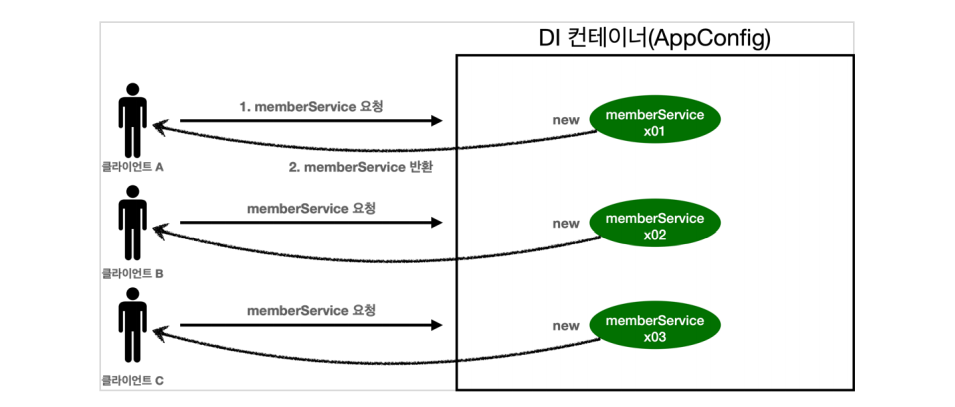 DI 컨테이너(AppConfig)
1. memberService 요청
new
memberService
x01
클라이언트 A
2. memberService 반환
memberService 요청
new
memberService
x02
클라이언트 B
memberService 요청
new
memberService
x03
클라이언트 C